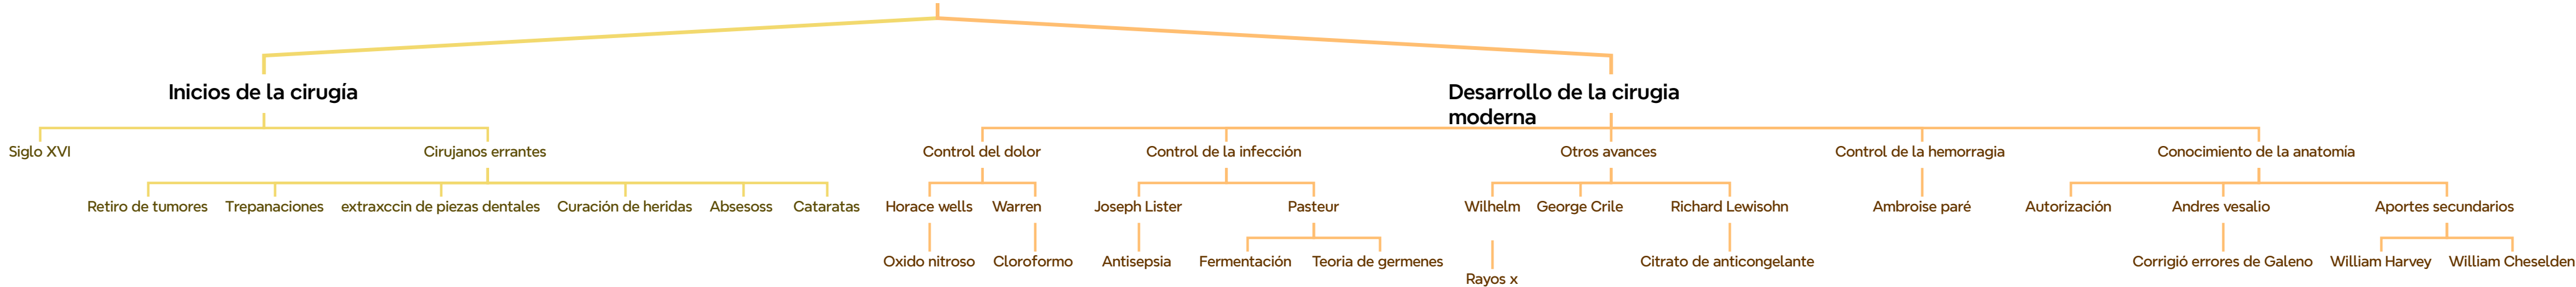 Inicios de la cirugía
Desarrollo de la cirugia
moderna
Siglo XVI
Cirujanos errantes
Control del dolor
Control de la infección
Otros avances
Control de la hemorragia
Conocimiento de la anatomía
Retiro de tumores
Trepanaciones
extraxccin de piezas dentales
Curación de heridas
Absesoss
Cataratas
Horace wells
Warren
Joseph Lister
Pasteur
Wilhelm
George Crile
Richard Lewisohn
Ambroise paré
Autorización
Andres vesalio
Aportes secundarios
Oxido nitroso
Cloroformo
Antisepsia
Fermentación
Teoria de germenes
Rayos x
Citrato de anticongelante
Corrigió errores de Galeno
William Harvey
William Cheselden